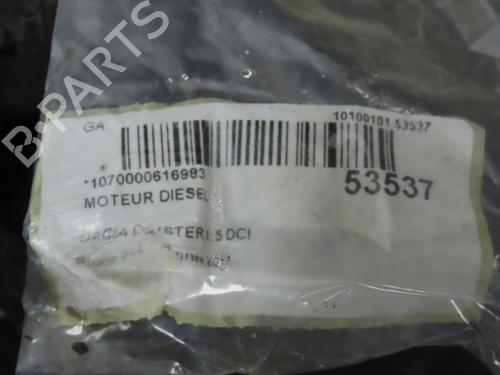 B-PARTS
GA
10100101 53537
-1070000616983
53537
MOTEUR DIESEL
DACIA DUSTER 1.5 DCI